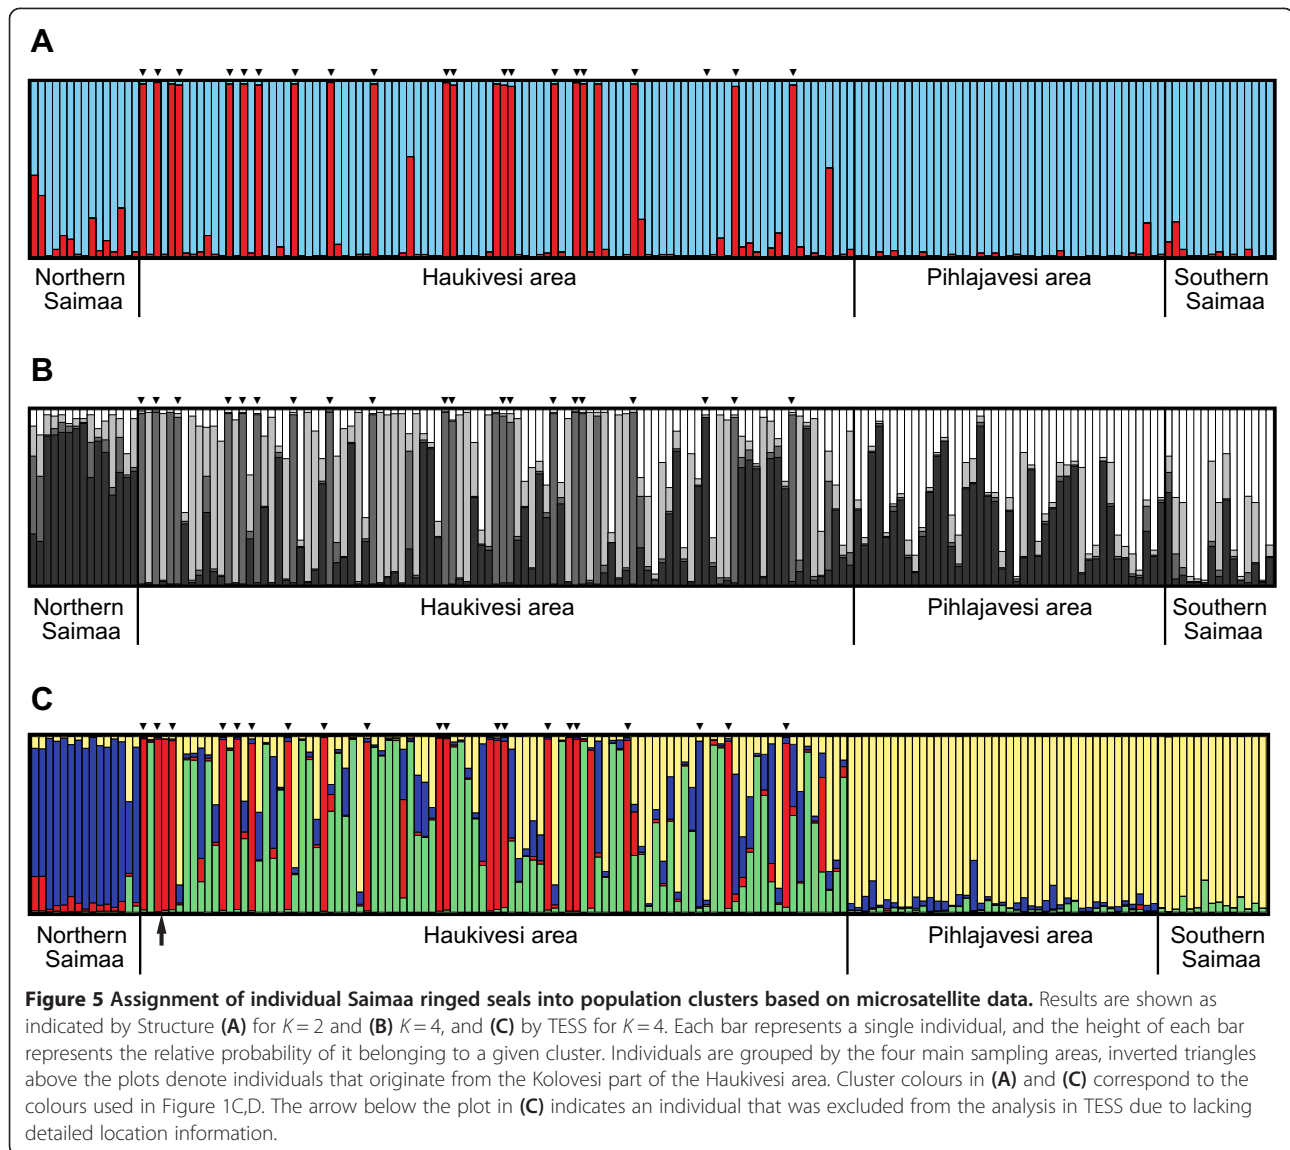 A
Northern
Saimaa
Haukivesi area
Pihlajavesi area
Southern
Saimaa
B
Northern
Saimaa
Haukivesi area
Pihlajavesi area
Southern
Saimaa
C
Northern
Saimaa
Haukivesi area
Pihlajavesi area
Southern
Saimaa
Figure 5 Assignment of individual Saimaa ringed seals into population clusters based on microsatellite data. Results are shown as
indicated by Structure (A) for K = 2 and (B) K = 4, and (C) by TESS for K = 4. Each bar represents a single individual, and the height of each bar
represents the relative probability of it belonging to a given cluster. Individuals are grouped by the four main sampling areas, inverted triangles
above the plots denote individuals that originate from the Kolovesi part of the Haukivesi area. Cluster colours in (A) and (C) correspond to the
colours used in Figure 1C,D. The arrow below the plot in (C) indicates an individual that was excluded from the analysis in TESS due to lacking
detailed location information.